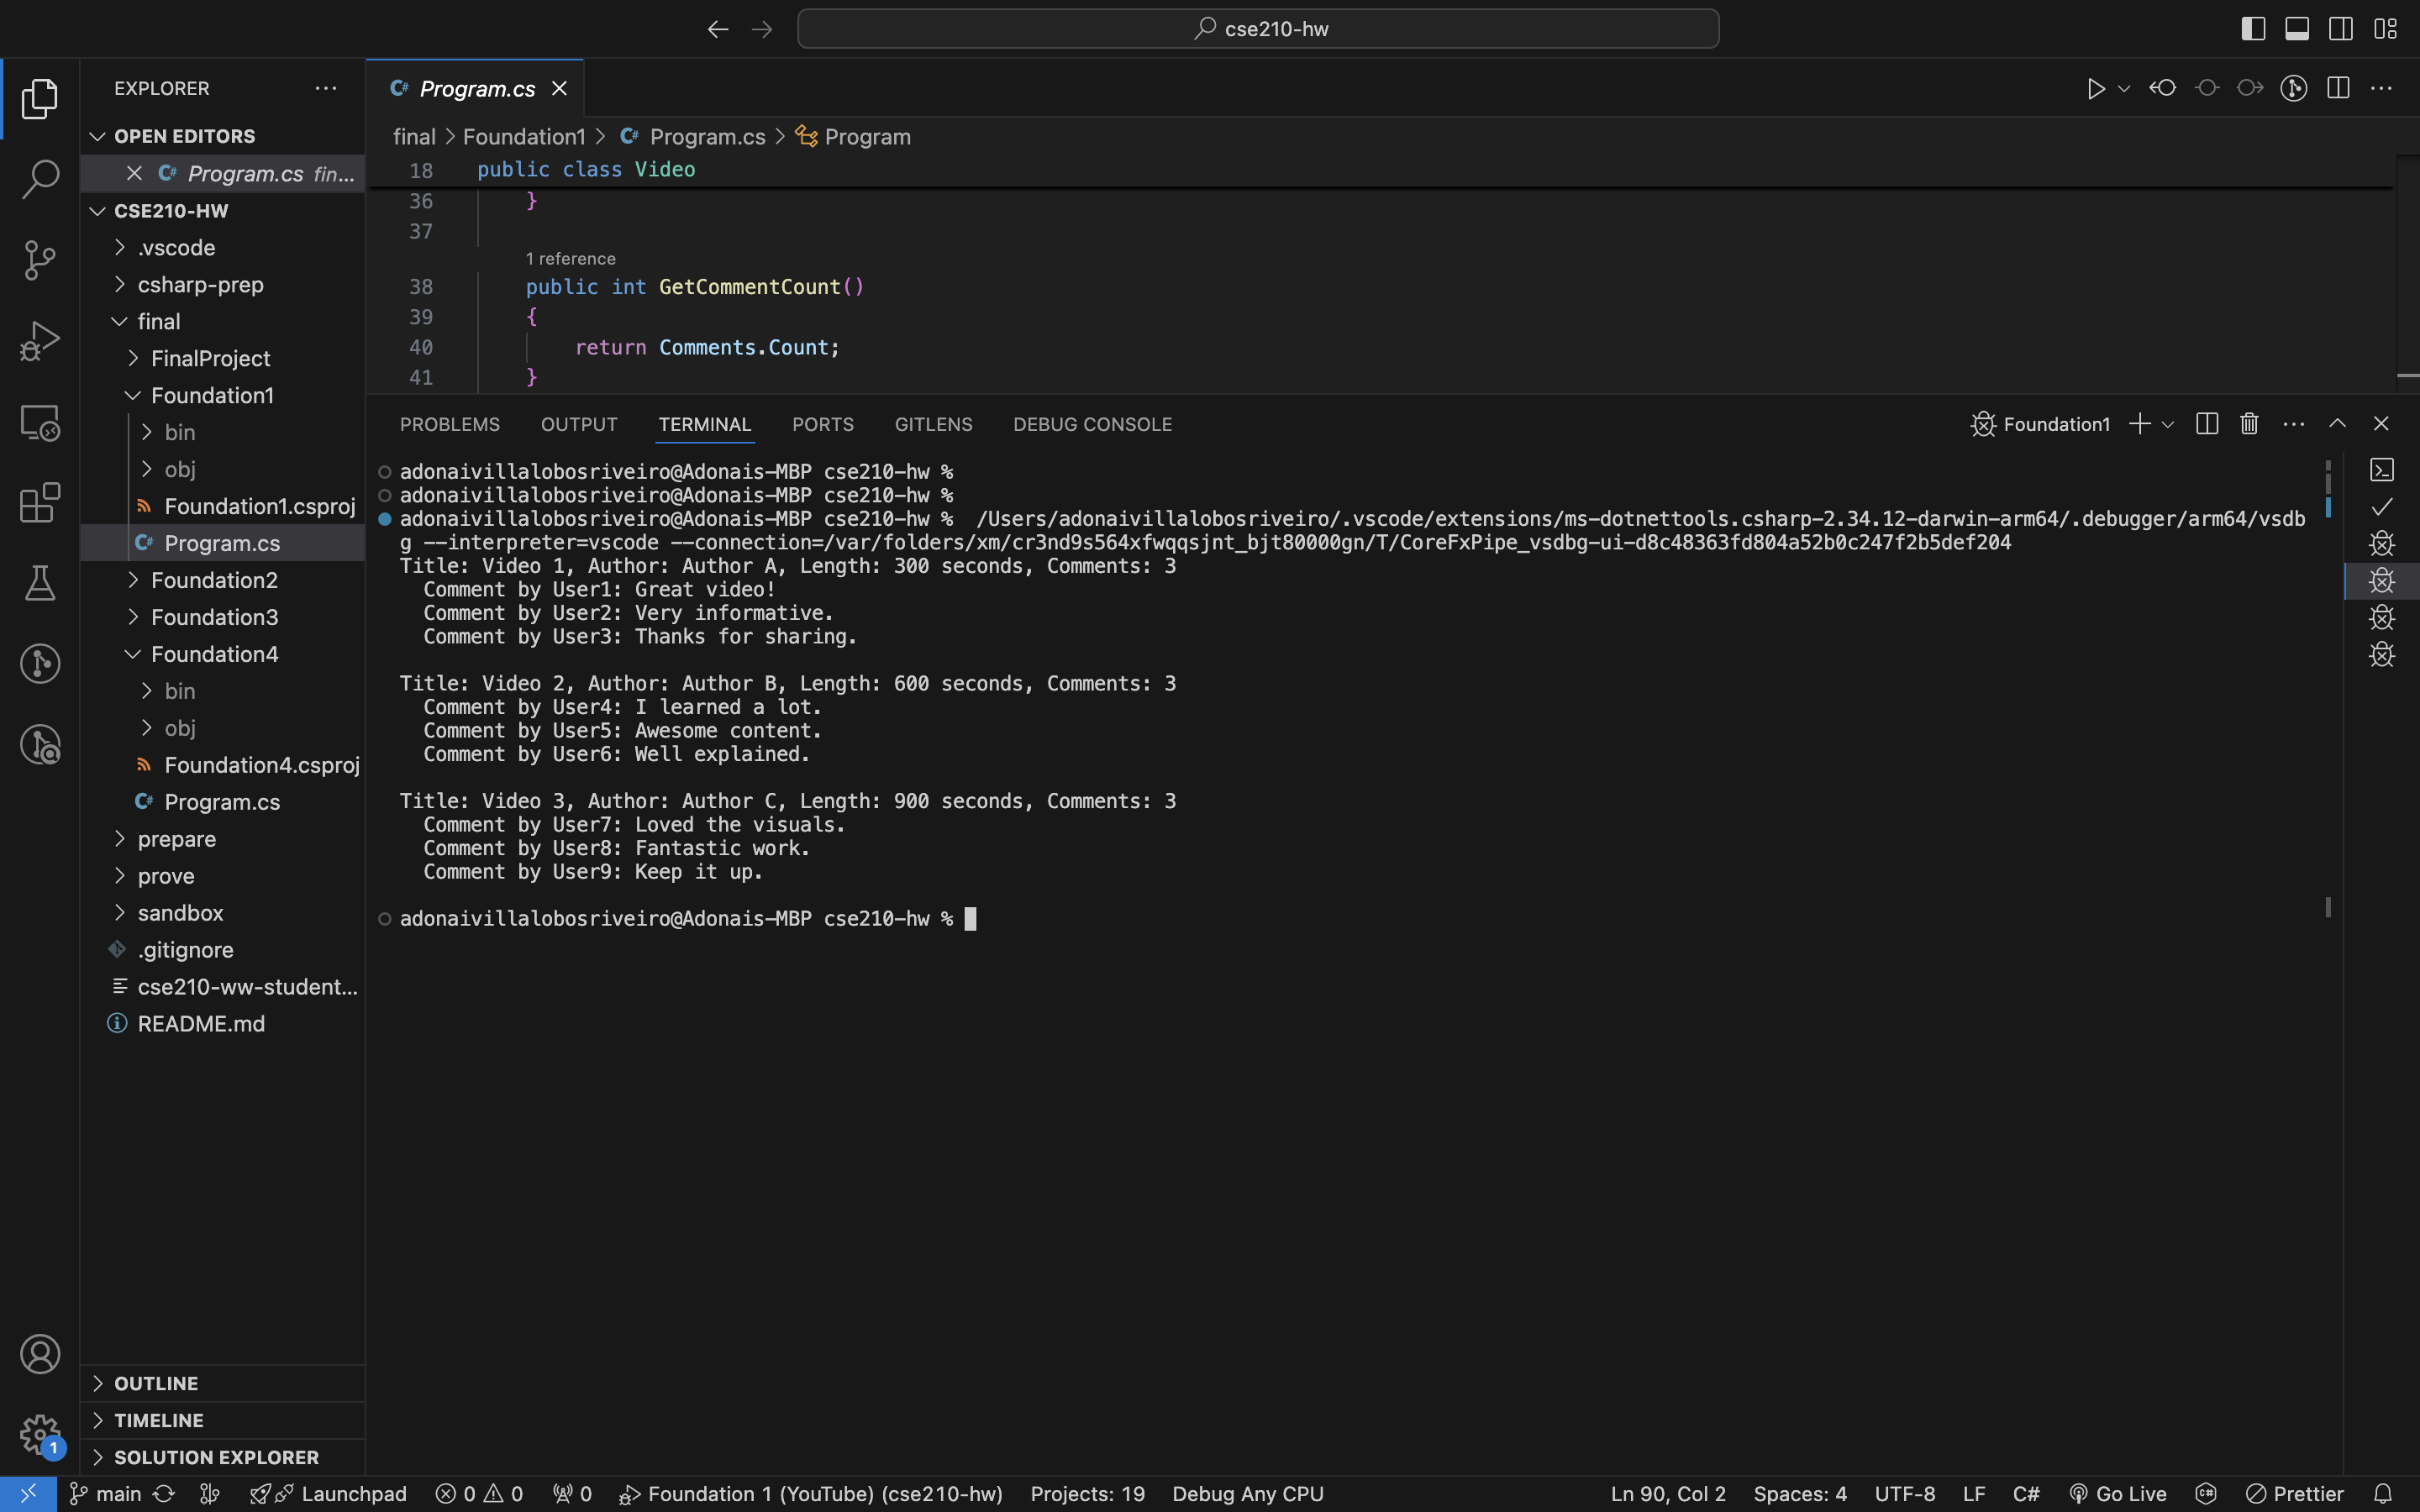 cse210-hw
EXPLORER
OPEN EDITORS
Program.cs fin...
CSE210-HW
.vscode
csharp-prep
final
FinalProject
Foundation1
bin
obj
Foundation1.csproj
Program.cs
Foundation2
Foundation3
Foundation4
bin
obj
Foundation4.csproj
Program.cs
prepare
prove
sandbox
.gitignore
cse210-ww-student...
README.md
OUTLINE
TIMELINE
SOLUTION EXPLORER
Program.cs
final > Foundation1 > Program.cs > Program
18 public class Video
36 }
37
1 reference
38 public int GetCommentCount()
39 {
40 return Comments.Count;
41 }
PROBLEMS OUTPUT TERMINAL PORTS GITLENS DEBUG CONSOLE
Foundation1
adonaivillalobosriveiro@Adonais-MBP cse210-hw %
adonaivillalobosriveiro@Adonais-MBP cse210-hw %
adonaivillalobosriveiro@Adonais-MBP cse210-hw % /Users/adonaivillalobosriveiro/.vscode/extensions/ms-dotnettools.csharp-2.34.12-darwin-arm64/.debugger/arm64/vsdb
g --interpreter=vscode --connection=/var/folders/xm/cr3nd9s564xfwqqsjnt_bjt80000gn/T/CoreFxPipe_vsdbg-ui-d8c48363fd804a52b0c247f2b5def204
Title: Video 1, Author: Author A, Length: 300 seconds, Comments: 3
Comment by User1: Great video!
Comment by User2: Very informative.
Comment by User3: Thanks for sharing.
Title: Video 2, Author: Author B, Length: 600 seconds, Comments: 3
Comment by User4: I learned a lot.
Comment by User5: Awesome content.
Comment by User6: Well explained.
Title: Video 3, Author: Author C, Length: 900 seconds, Comments: 3
Comment by User7: Loved the visuals.
Comment by User8: Fantastic work.
Comment by User9: Keep it up.
adonaivillalobosriveiro@Adonais-MBP cse210-hw %
1
main Launchpad 0 0 0 Foundation 1 (YouTube) (cse210-hw) Projects: 19 Debug Any CPU Ln 90, Col 2 Spaces: 4 UTF-8 LF C# Go Live Prettier